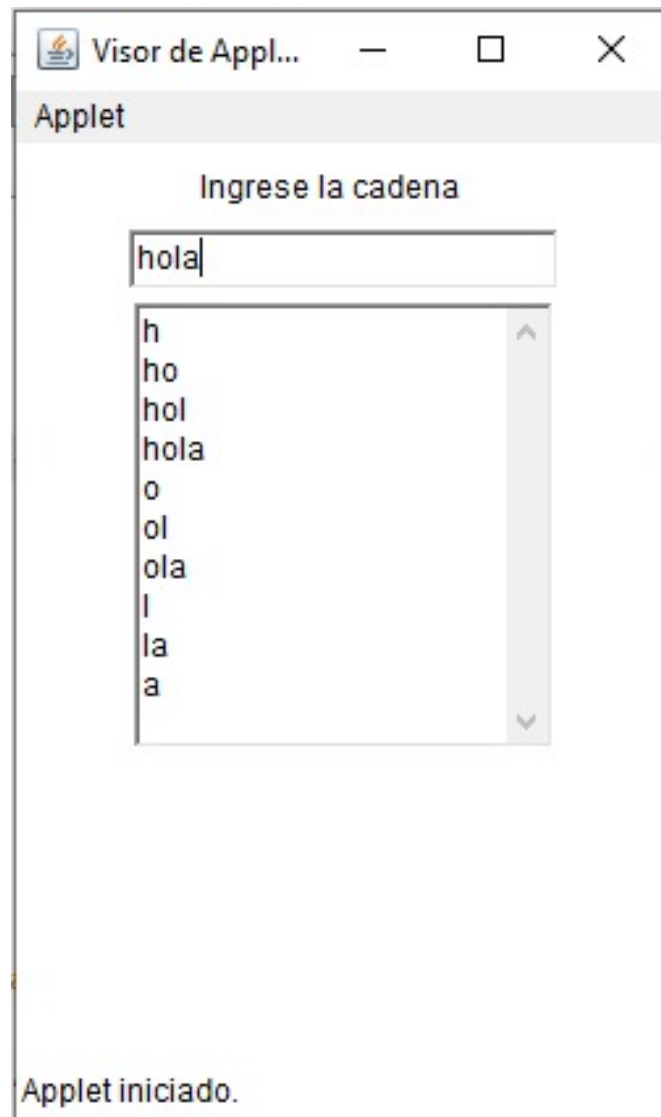 Visor de Appl...
Applet
Ingrese la cadena
hola
h
ho
hol
hola
o
ol
ola
l
la
a
Applet iniciado.